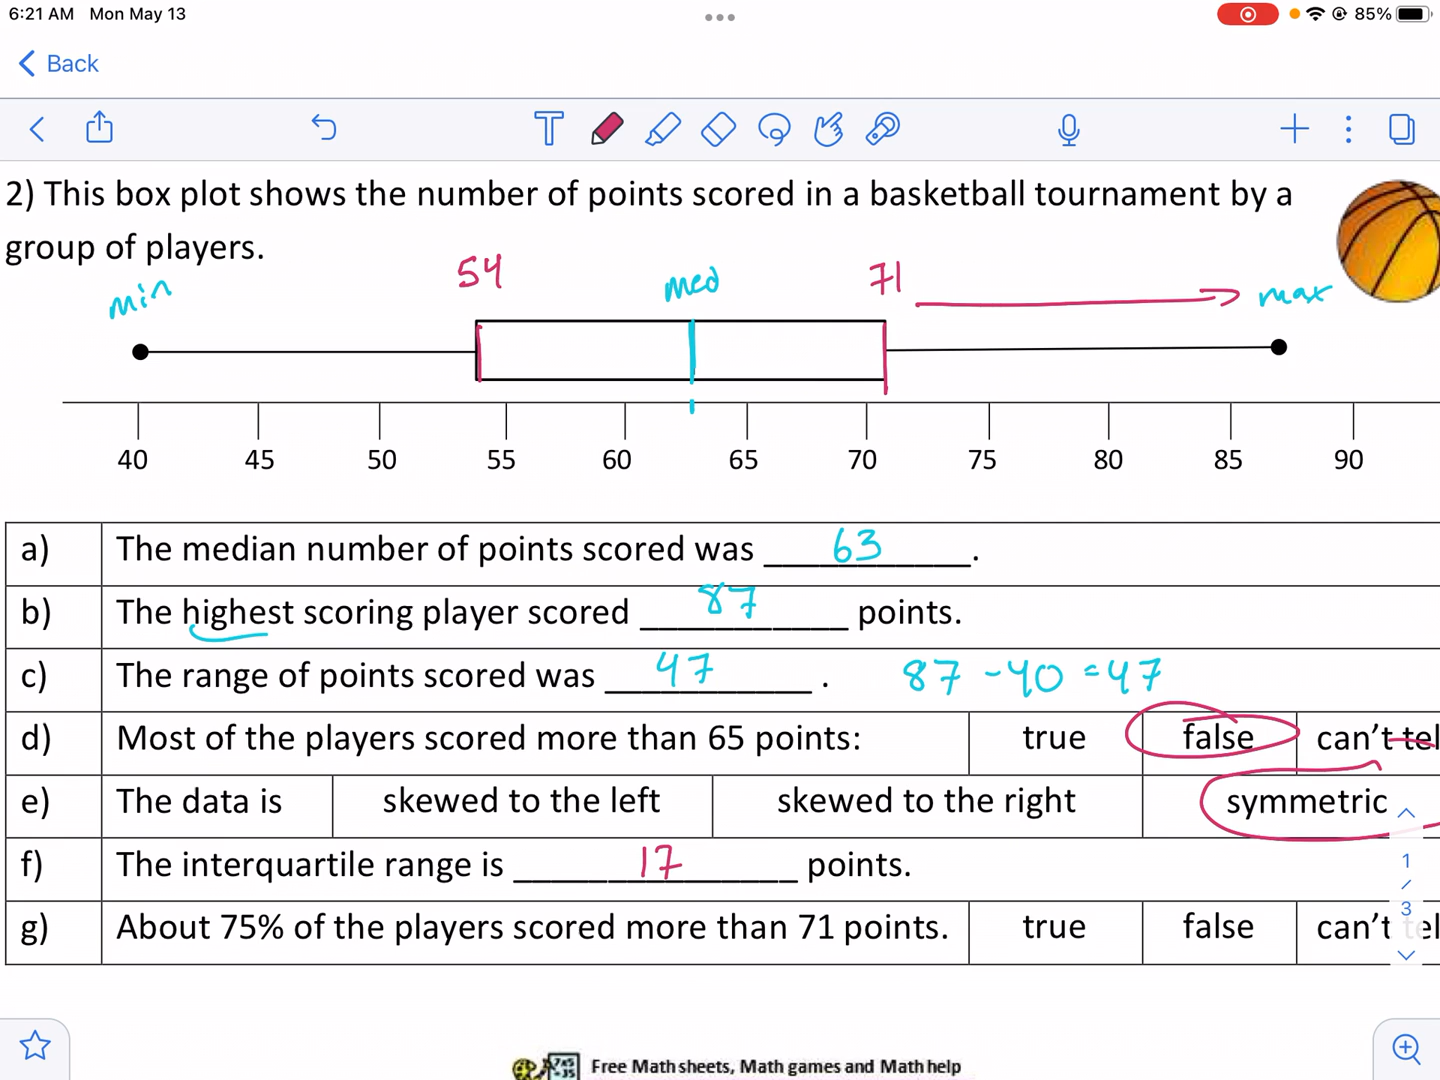 6:21 AM Mon May 13
85%
Back
2) This box plot shows the number of points scored in a basketball tournament by a
group of players.
min
54
med
71
max
40 45 50 55 60 65 70 75 80 85 90
a) The median number of points scored was 63.
b) The highest scoring player scored 87 points.
c) The range of points scored was 47. 87 - 40 = 47
d) Most of the players scored more than 65 points: true false can't tel
e) The data is skewed to the left skewed to the right symmetric
f) The interquartile range is 17 points.
g) About 75% of the players scored more than 71 points. true false can't tel
1
/
3
Free Math sheets, Math games and Math help